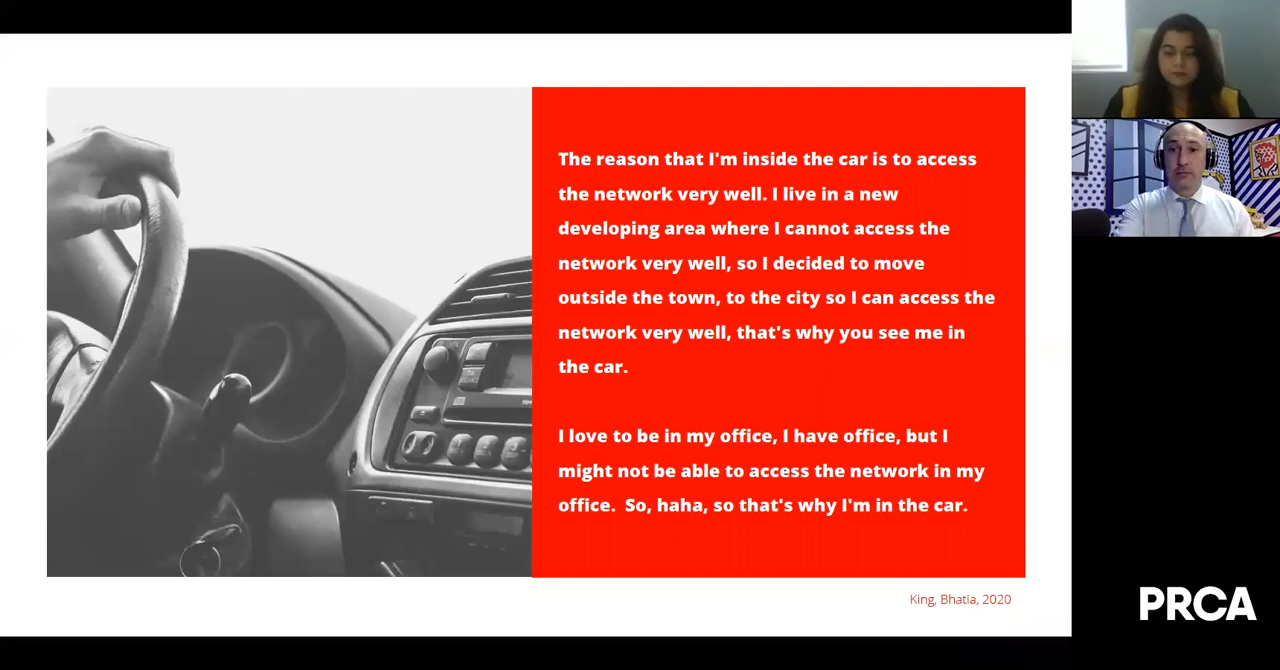 The reason that I'm inside the car is to access
the network very well. I live in a new
developing area where I cannot access the
network very well, so I decided to move
outside the town, to the city so I can access the
network very well, that's why you see me in
the car.
I love to be in my office, I have office, but I
might not be able to access the network in my
office.  So, haha, so that's why I'm in the car.
King, Bhatia, 2020
PRCA